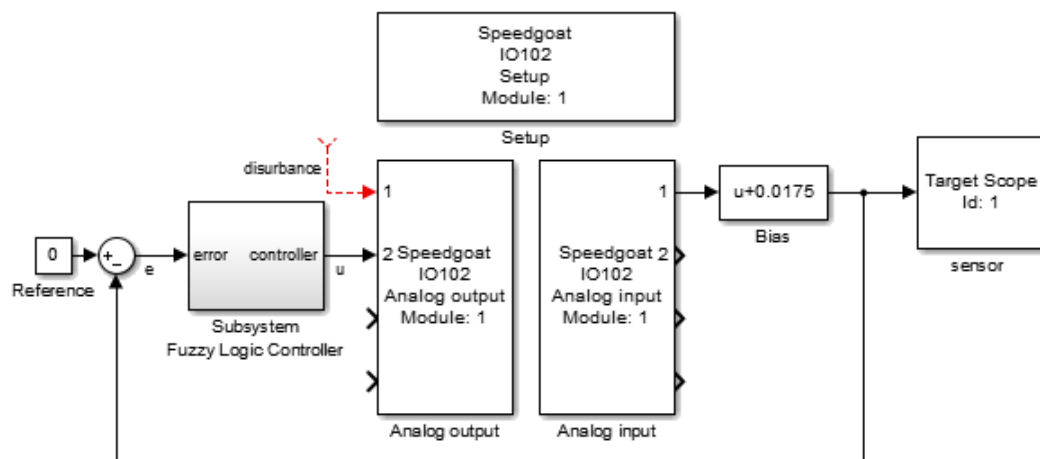 Speedgoat
IO102
Setup
Module: 1
Setup
disurbance
1
2
Speedgoat
IO102
Analog output
Module: 1
Analog output
1
Speedgoat 2
IO102
Analog input
Module: 1
Analog input
u+0.0175
Bias
Target Scope
Id: 1
sensor
0
Reference
+
_
e
error
controller
u
Subsystem
Fuzzy Logic Controller